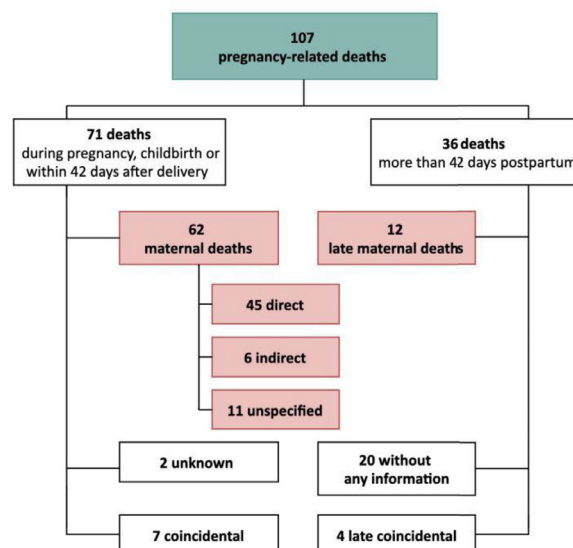 107
pregnancy-related deaths
71 deaths
during pregnancy, childbirth or
within 42 days after delivery
36 deaths
more than 42 days postpartum
62
maternal deaths
12
late maternal deaths
45 direct
6 indirect
11 unspecified
2 unknown
20 without
any information
7 coincidental
4 late coincidental